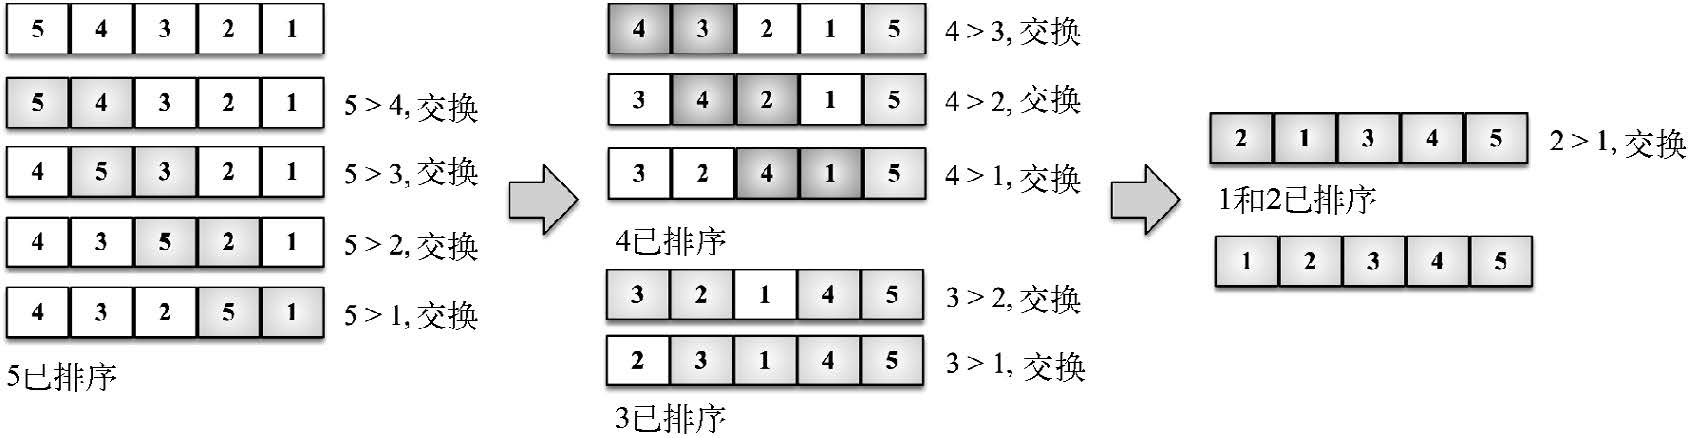 5 4 3 2 1
5 4 3 2 1 5 > 4, 交换
4 5 3 2 1 5 > 3, 交换
4 3 5 2 1 5 > 2, 交换
4 3 2 5 1 5 > 1, 交换
5已排序
4 3 2 1 5 4 > 3, 交换
3 4 2 1 5 4 > 2, 交换
3 2 4 1 5 4 > 1, 交换
4已排序
3 2 1 4 5 3 > 2, 交换
2 3 1 4 5 3 > 1, 交换
3已排序
2 1 3 4 5 2 > 1, 交换
1和2已排序
1 2 3 4 5